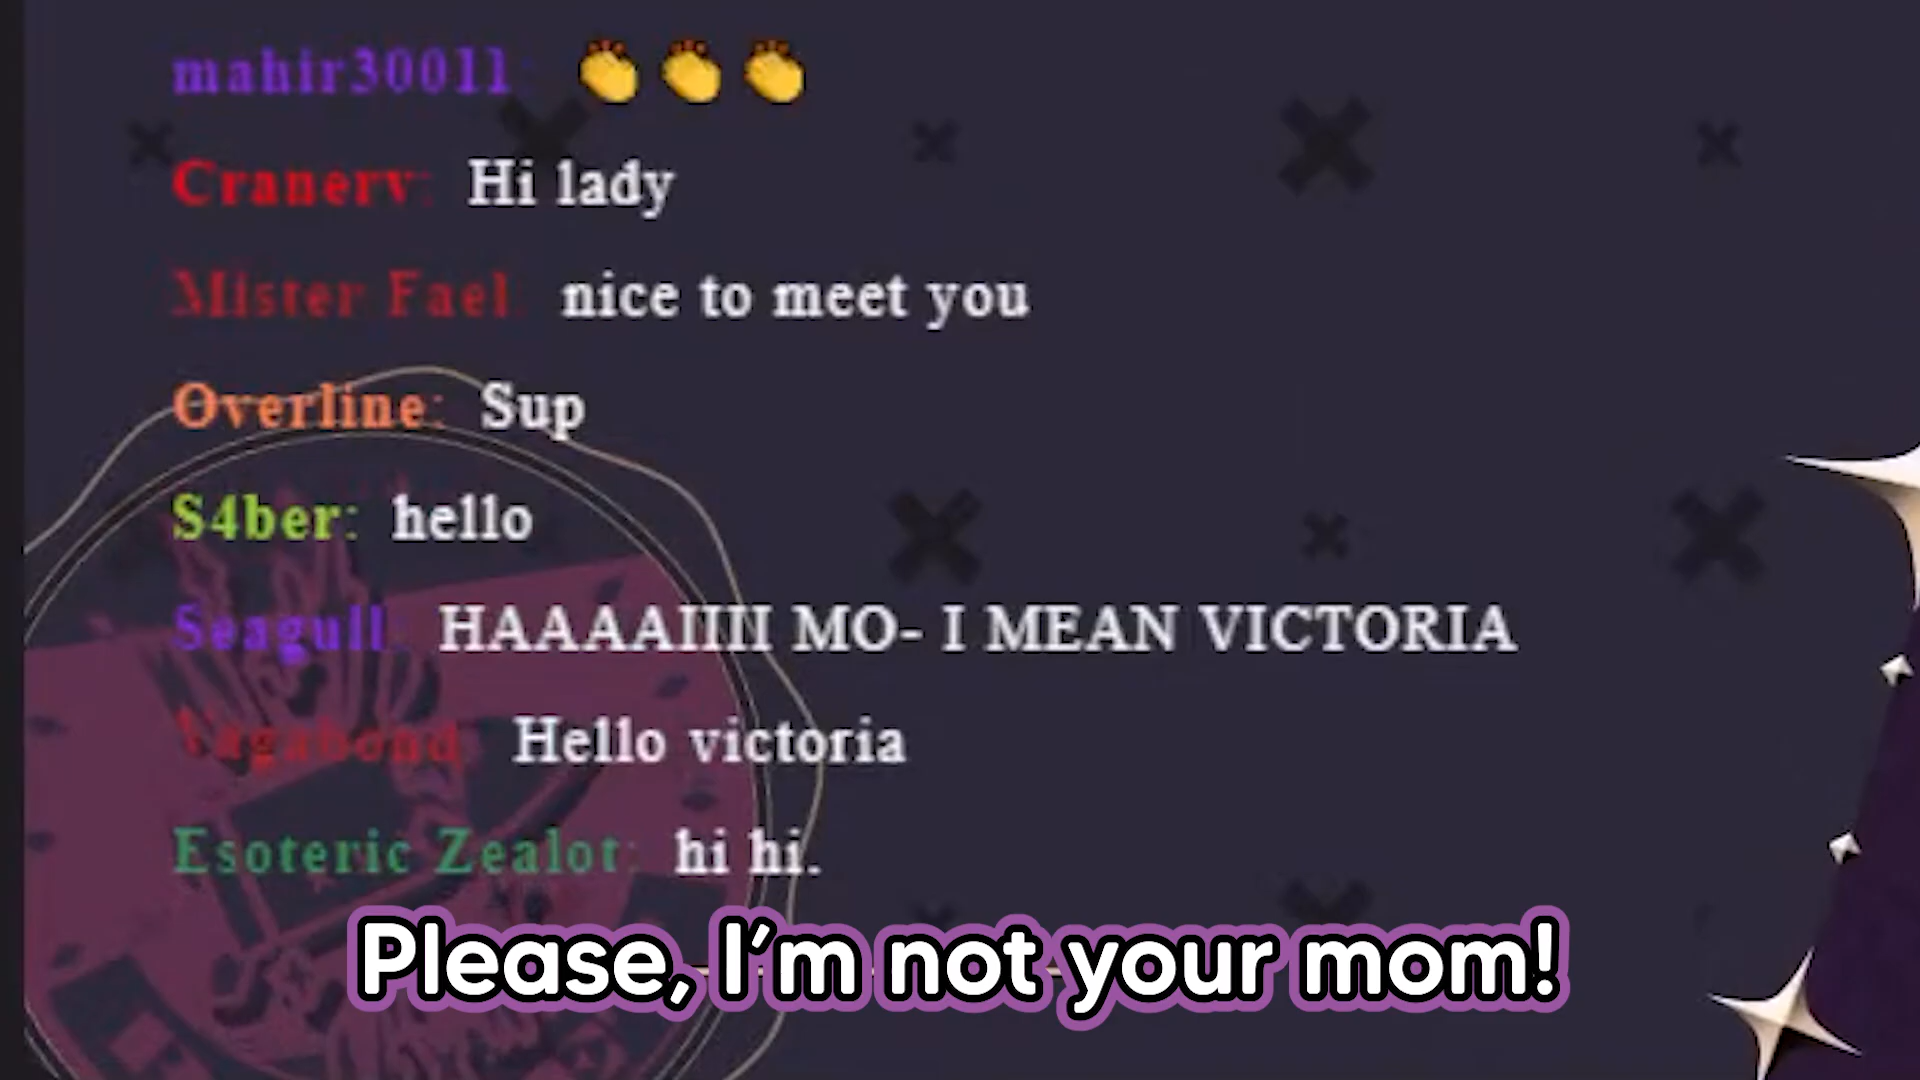 mahir30011: 👏 👏 👏
Cranerv: Hi lady
Mister Fael: nice to meet you
Overline: Sup
S4ber: hello
Seagull: HAAAAIIII MO- I MEAN VICTORIA
Vagabond: Hello victoria
Esoteric Zealot: hi hi.
Please, I'm not your mom!